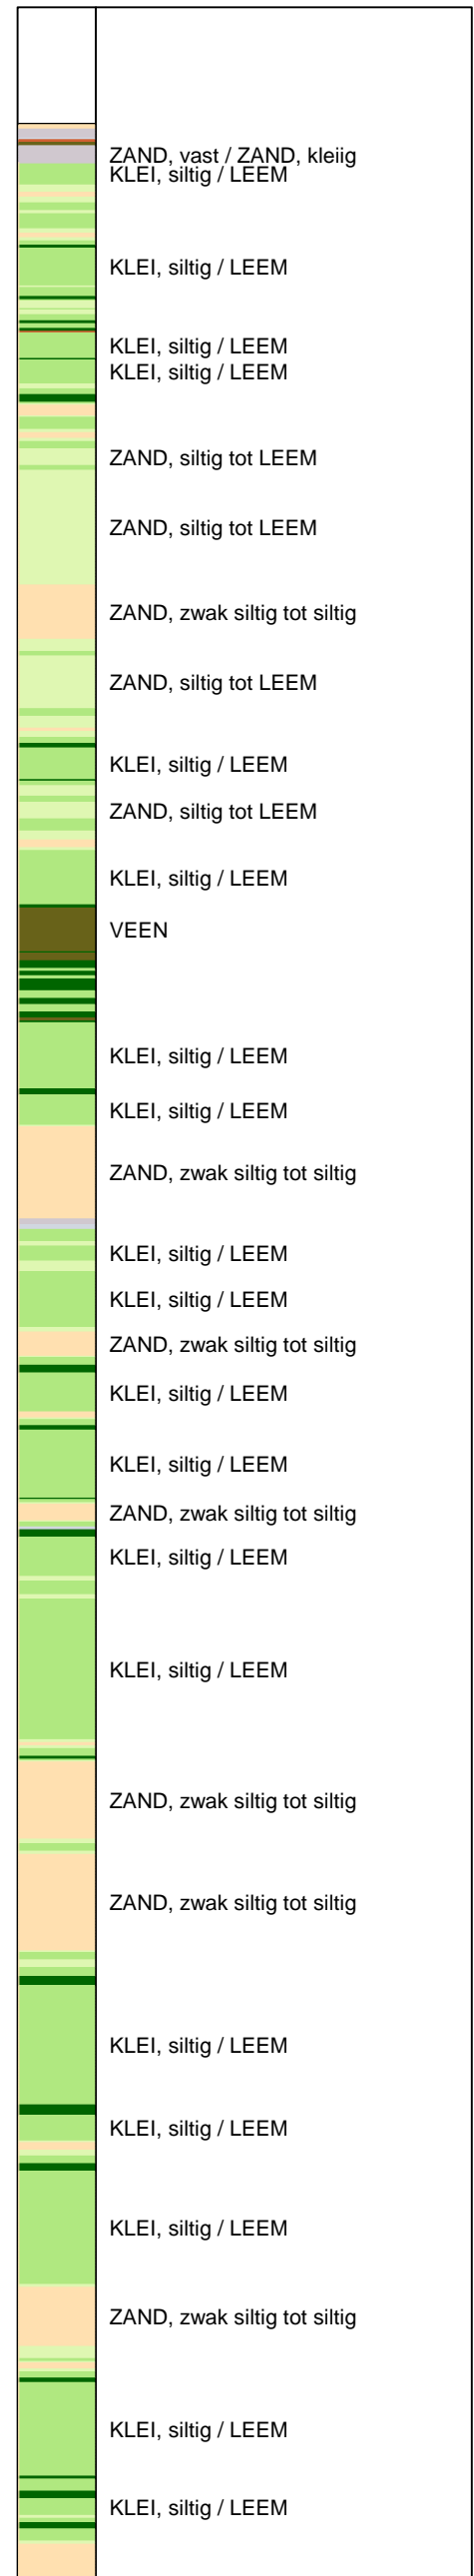 ZAND, vast / ZAND, kleiig
KLEI, siltig / LEEM
KLEI, siltig / LEEM
KLEI, siltig / LEEM
KLEI, siltig / LEEM
ZAND, siltig tot LEEM
ZAND, siltig tot LEEM
ZAND, zwak siltig tot siltig
ZAND, siltig tot LEEM
KLEI, siltig / LEEM
ZAND, siltig tot LEEM
KLEI, siltig / LEEM
VEEN
KLEI, siltig / LEEM
KLEI, siltig / LEEM
ZAND, zwak siltig tot siltig
KLEI, siltig / LEEM
KLEI, siltig / LEEM
ZAND, zwak siltig tot siltig
KLEI, siltig / LEEM
KLEI, siltig / LEEM
ZAND, zwak siltig tot siltig
KLEI, siltig / LEEM
KLEI, siltig / LEEM
ZAND, zwak siltig tot siltig
ZAND, zwak siltig tot siltig
KLEI, siltig / LEEM
KLEI, siltig / LEEM
KLEI, siltig / LEEM
ZAND, zwak siltig tot siltig
KLEI, siltig / LEEM
KLEI, siltig / LEEM